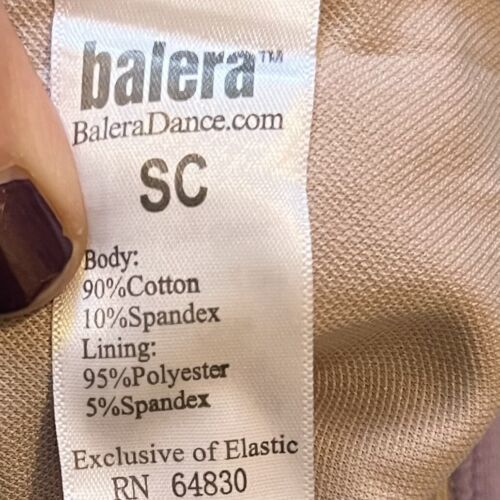 balera™
BaleraDance.com
SC
Body:
90%Cotton
10%Spandex
Lining:
95%Polyester
5%Spandex
Exclusive of Elastic
RN 64830